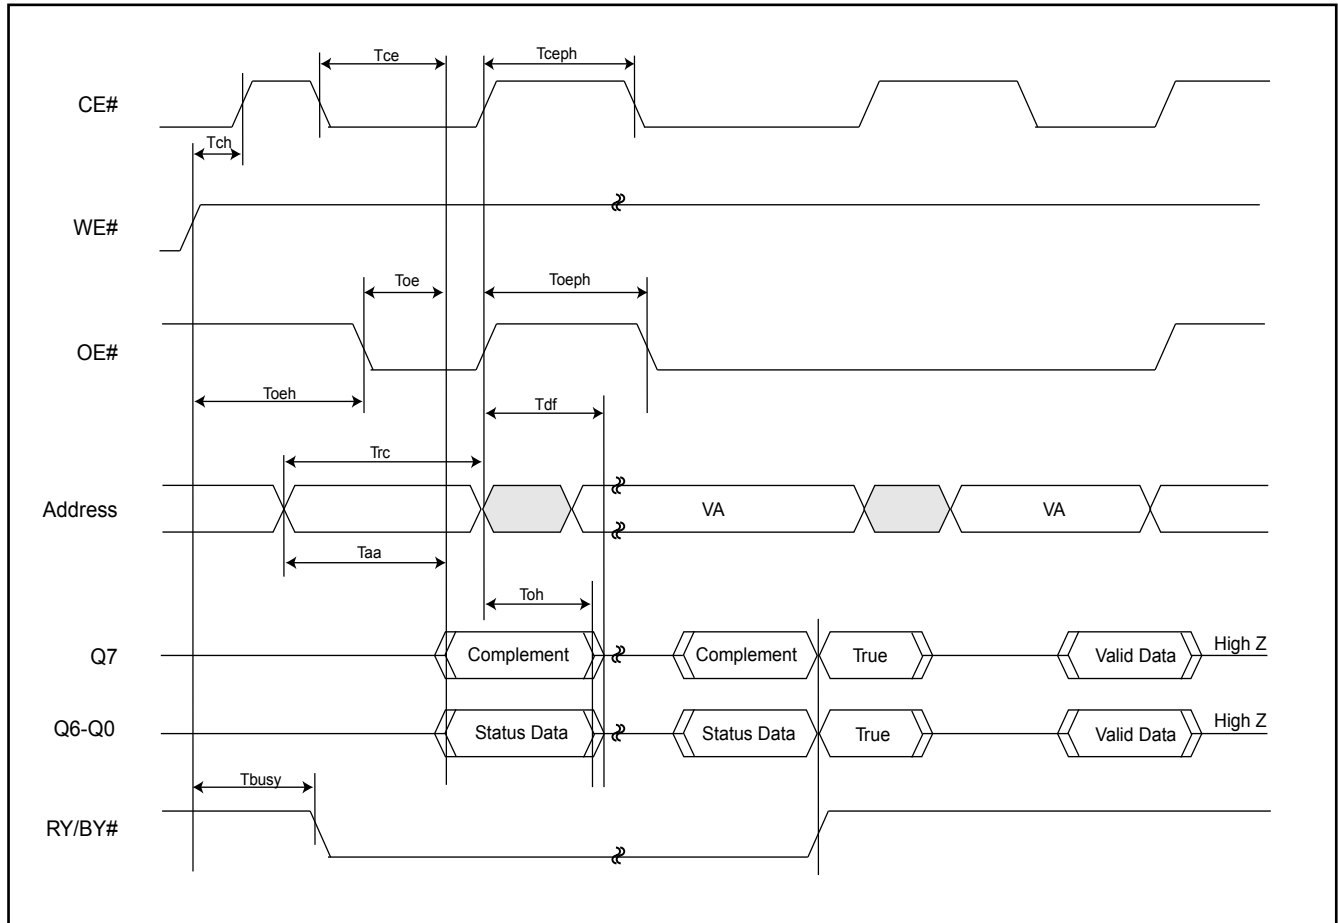 Tce
Tceph
CE#
Tch
WE#
Toe
Toeph
OE#
Toeh
Tdf
Trc
Address
VA
VA
Taa
Toh
Q7
Complement
Complement
True
Valid Data
High Z
Q6-Q0
Status Data
Status Data
True
Valid Data
High Z
Tbusy
RY/BY#